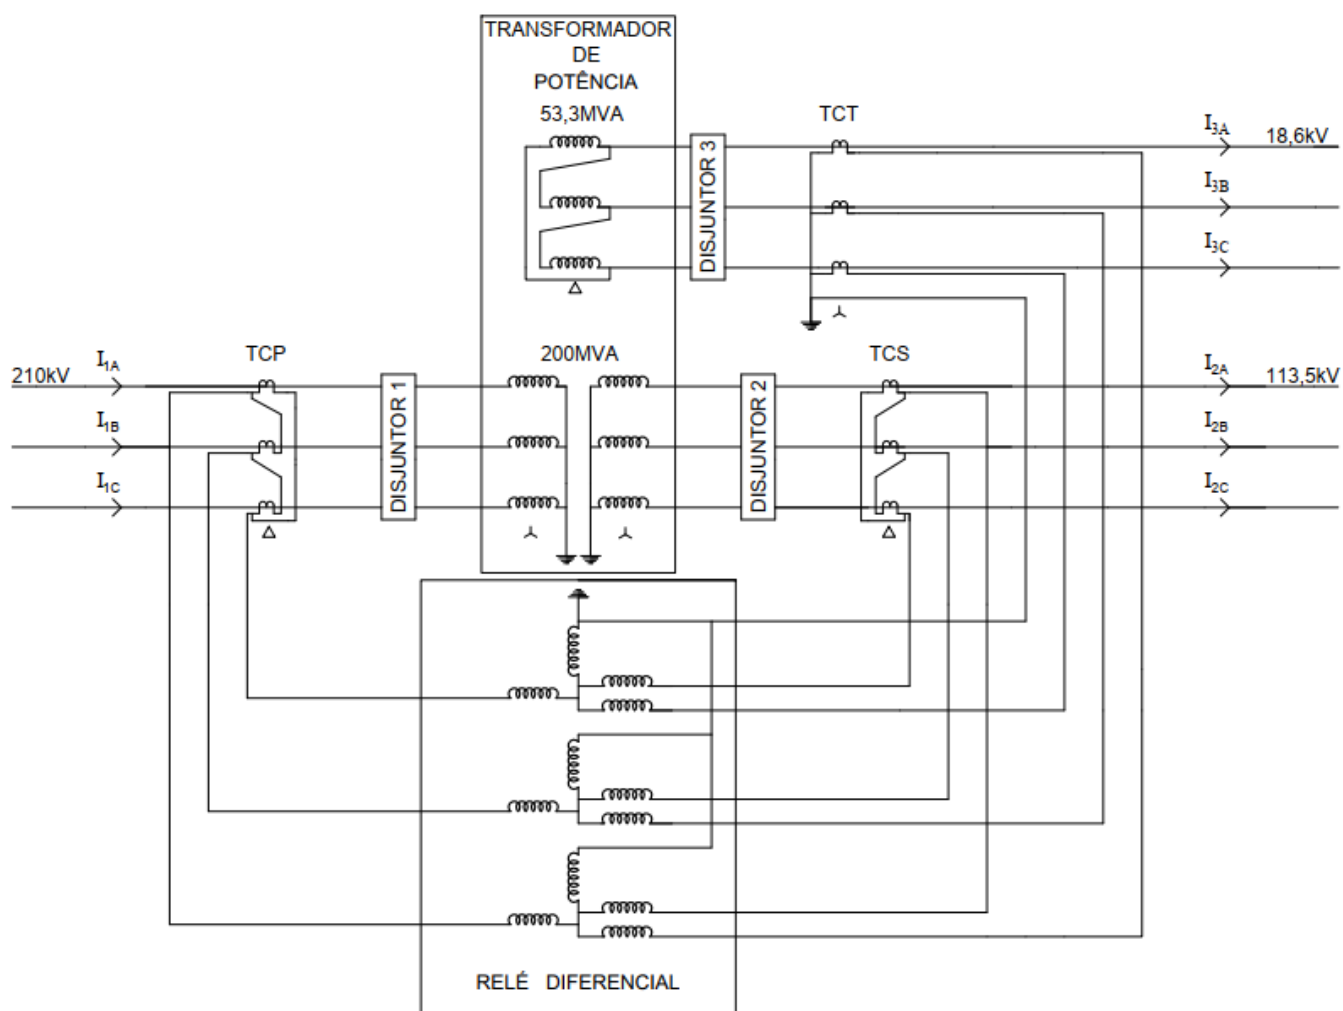 TRANSFORMADOR
DE
POTÊNCIA
53,3MVA
TCT
I3A
18,6kV
I3B
I3C
DISJUNTOR 3
TCP
200MVA
TCS
210kV
I1A
I1B
I1C
DISJUNTOR 1
DISJUNTOR 2
I2A
113,5kV
I2B
I2C
RELÉ DIFERENCIAL